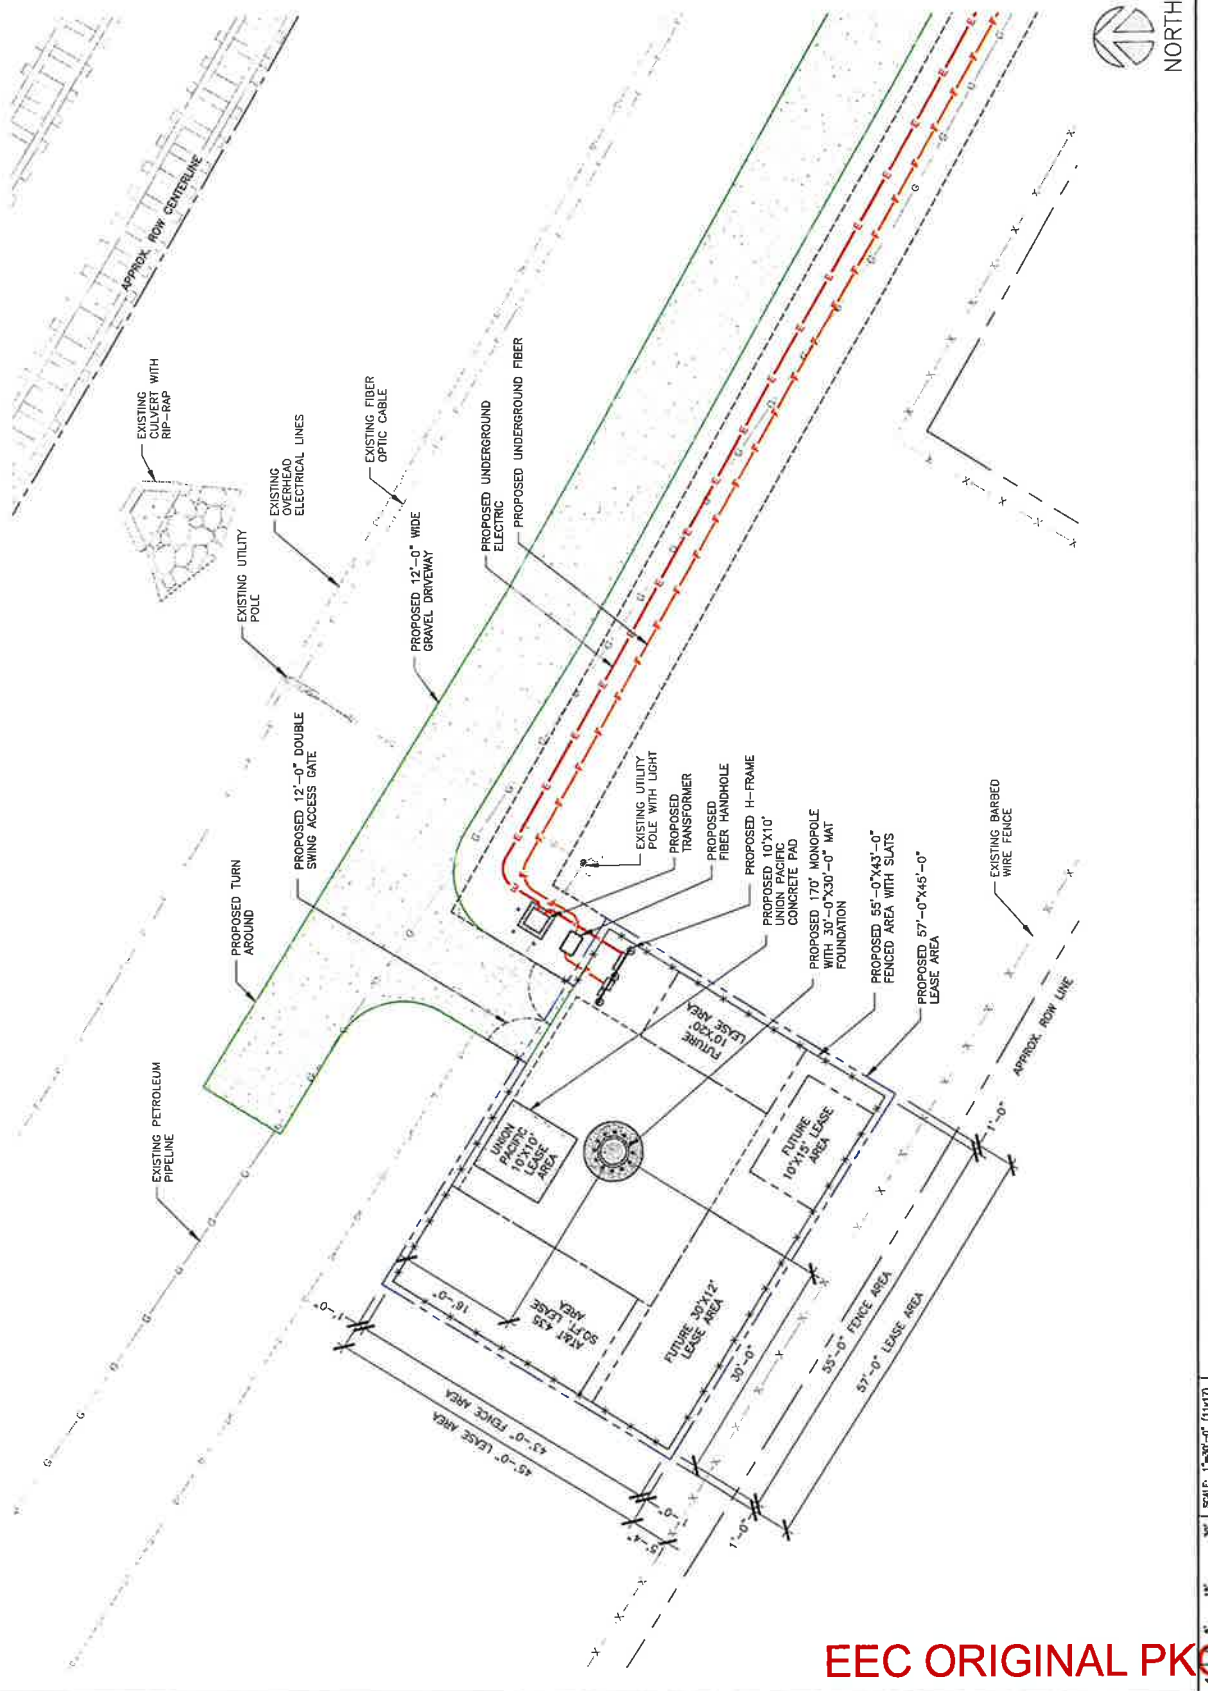 NORTH
APPROX. ROW CENTERLINE
EXISTING
CULVERT WITH
RIP-RAP
EXISTING
OVERHEAD
ELECTRICAL LINES
EXISTING FIBER
OPTIC CABLE
EXISTING UTILITY
POLE
PROPOSED 12'-0" WIDE
GRAVEL DRIVEWAY
PROPOSED UNDERGROUND
ELECTRIC
PROPOSED UNDERGROUND FIBER
PROPOSED 12'-0" DOUBLE
SWING ACCESS GATE
PROPOSED TURN
AROUND
EXISTING PETROLEUM
PIPELINE
EXISTING UTILITY
POLE WITH LIGHT
PROPOSED
TRANSFORMER
PROPOSED
FIBER HANDHOLE
PROPOSED H-FRAME
PROPOSED 10'X10'
UNION PACIFIC
CONCRETE PAD
PROPOSED 170' MONOPOLE
WITH 30'-0"X30'-0" MAT
FOUNDATION
PROPOSED 55'-0"X43'-0"
FENCED AREA WITH SLATS
PROPOSED 57'-0"X45'-0"
LEASE AREA
EXISTING BARBED
WIRE FENCE
APPROX. ROW LINE
UNION
PACIFIC
10'X10'
LEASE
AREA
FUTURE
10'X20'
LEASE AREA
FUTURE
10'X15' LEASE
AREA
FUTURE 30'X12'
LEASE AREA
AT&T 435
SQ.FT. LEASE
AREA
16'-0"
1'-0"
43'-0" FENCE AREA
45'-0" LEASE AREA
1'-0"
15'-4"
1'-0"
30'-0"
55'-0" FENCE AREA
57'-0" LEASE AREA
1'-0"
EEC ORIGINAL PK